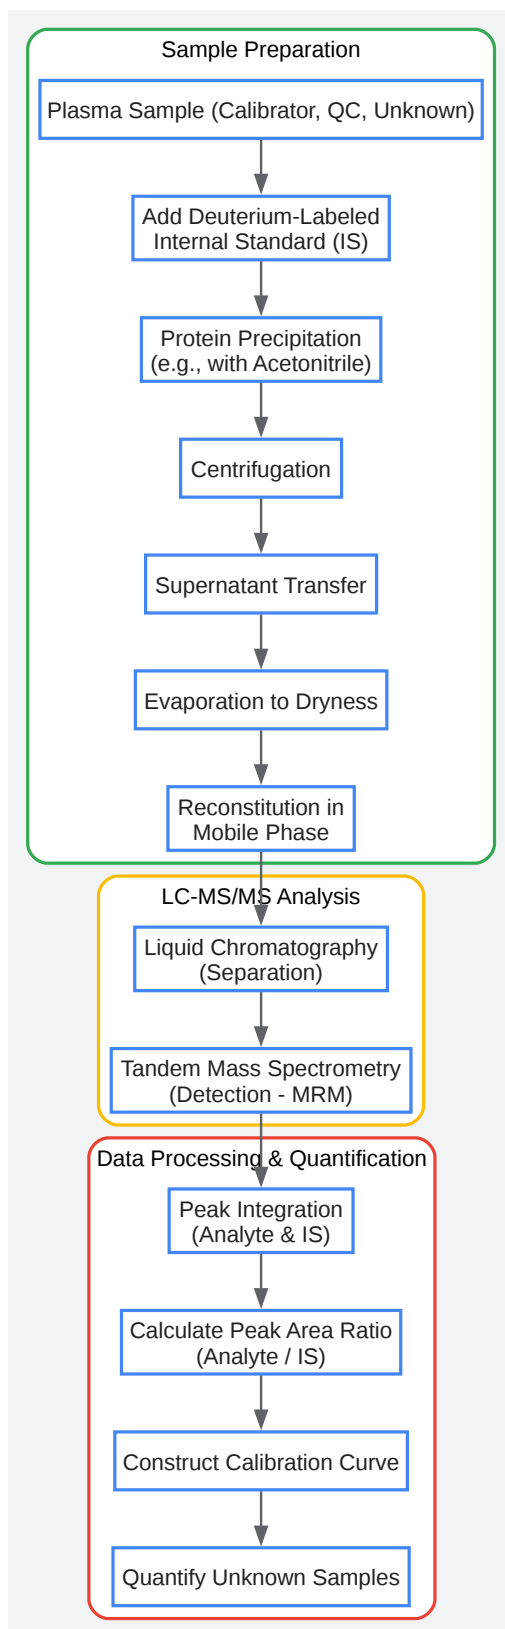 Sample Preparation
Plasma Sample (Calibrator, QC, Unknown)
Add Deuterium-Labeled
Internal Standard (IS)
Protein Precipitation
(e.g., with Acetonitrile)
Centrifugation
Supernatant Transfer
Evaporation to Dryness
Reconstitution in
Mobile Phase
LC-MS/MS Analysis
Liquid Chromatography
(Separation)
Tandem Mass Spectrometry
(Detection - MRM)
Data Processing & Quantification
Peak Integration
(Analyte & IS)
Calculate Peak Area Ratio
(Analyte / IS)
Construct Calibration Curve
Quantify Unknown Samples